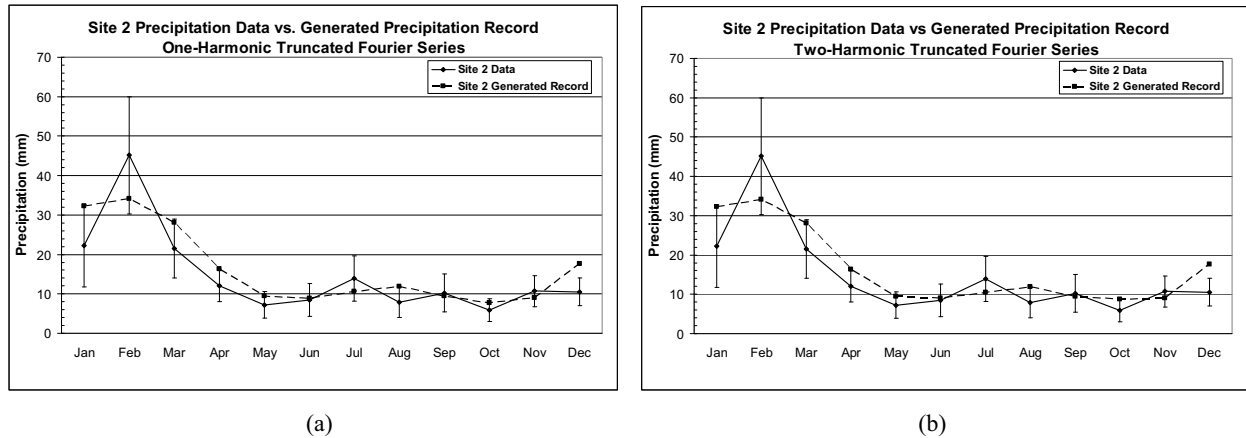 Site 2 Precipitation Data vs. Generated Precipitation Record
One-Harmonic Truncated Fourier Series
70
60
50
40
30
20
10
0
Precipitation (mm)
Site 2 Data
Site 2 Generated Record
Jan Feb Mar Apr May Jun Jul Aug Sep Oct Nov Dec
(a)
Site 2 Precipitation Data vs Generated Precipitation Record
Two-Harmonic Truncated Fourier Series
70
60
50
40
30
20
10
0
Precipitation (mm)
Site 2 Data
Site 2 Generated Record
Jan Feb Mar Apr May Jun Jul Aug Sep Oct Nov Dec
(b)